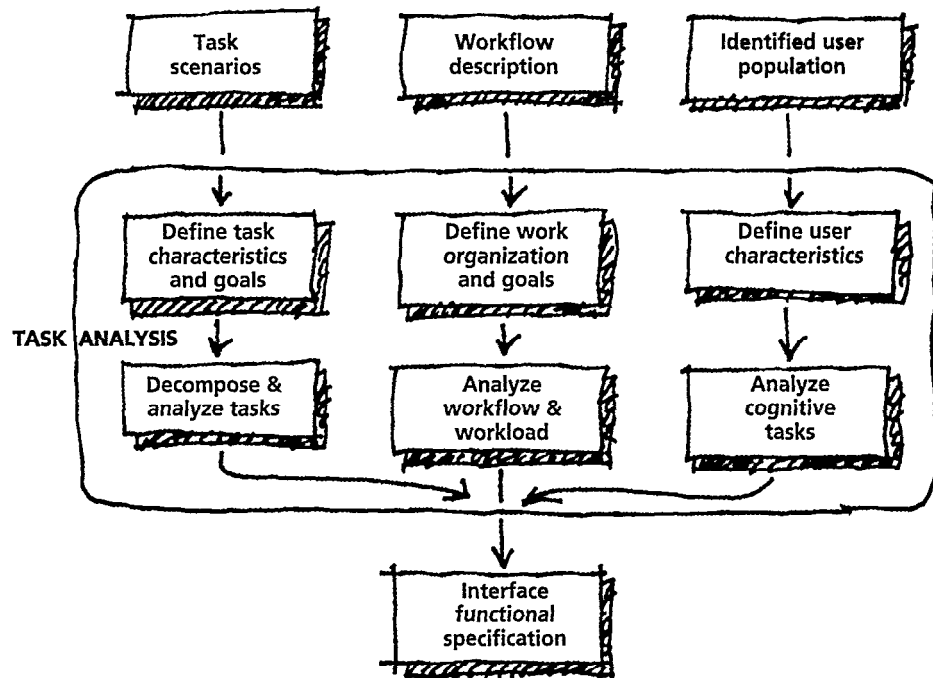 Task
scenarios
Workflow
description
Identified user
population
Define task
characteristics
and goals
Define work
organization
and goals
Define user
characteristics
TASK ANALYSIS
Decompose &
analyze tasks
Analyze
workflow &
workload
Analyze
cognitive
tasks
Interface
functional
specification